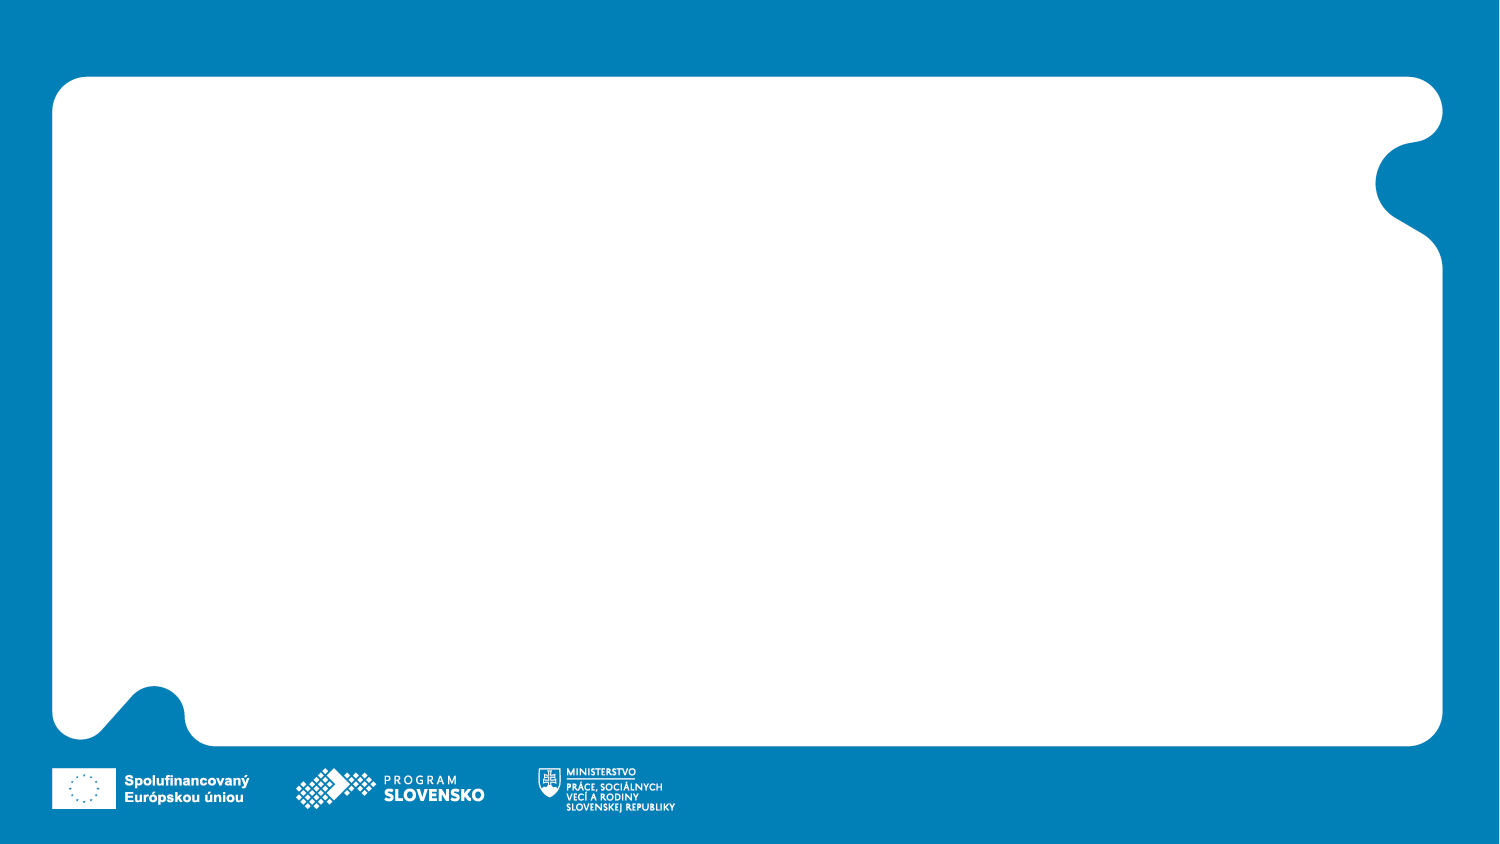 Spolufinancovaný
Európskou úniou
PROGRAM
SLOVENSKO
MINISTERSTVO
PRÁCE, SOCIÁLNYCH
VECÍ A RODINY
SLOVENSKEJ REPUBLIKY